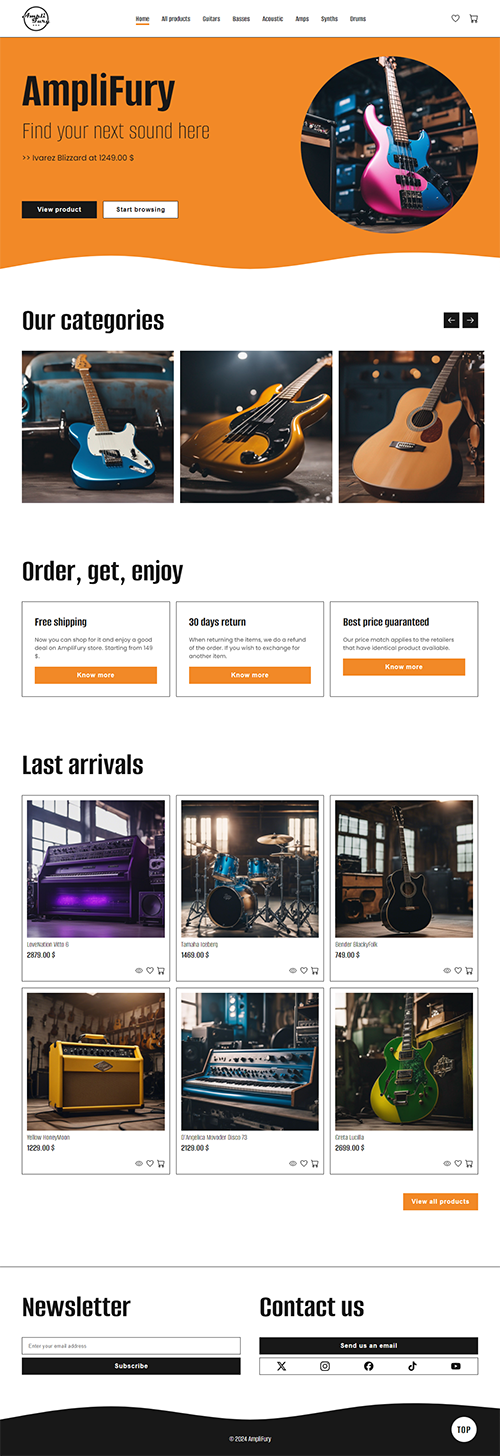 Ampli
Fury
Home All products Guitars Basses Acoustic Amps Synths Drums
AmpliFury
Find your next sound here
>> Ivarez Blizzard at 1249.00 $
View product Start browsing
Our categories
Order, get, enjoy
Free shipping
Now you can shop for it and enjoy a good
deal on AmpliFury store. Starting from 149
$.
Know more
30 days return
When returning the items, we do a refund
of the order. If you wish to exchange for
another item.
Know more
Best price guaranteed
Our price match applies to the retailers
that have identical product available.
Know more
Last arrivals
LoveNation Vitto 6
2879.00 $
Tamaha Iceberg
1469.00 $
Gender BlackyFolk
749.00 $
Yellow HoneyMoon
1229.00 $
D'Angelica Movader Disco 73
2129.00 $
Greta Lucilla
2699.00 $
View all products
Newsletter
Enter your email address
Subscribe
Contact us
Send us an email
TOP
© 2024 AmpliFury